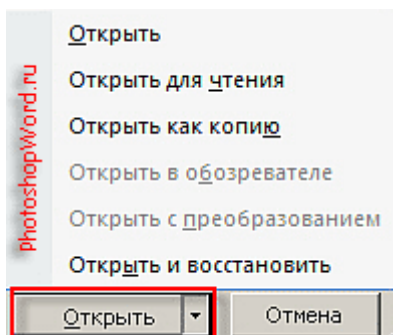 Открыть
Открыть для чтения
Открыть как копию
Открыть в обозревателе
Открыть с преобразованием
Открыть и восстановить
Открыть
Отмена
PhotoshopWord.ru